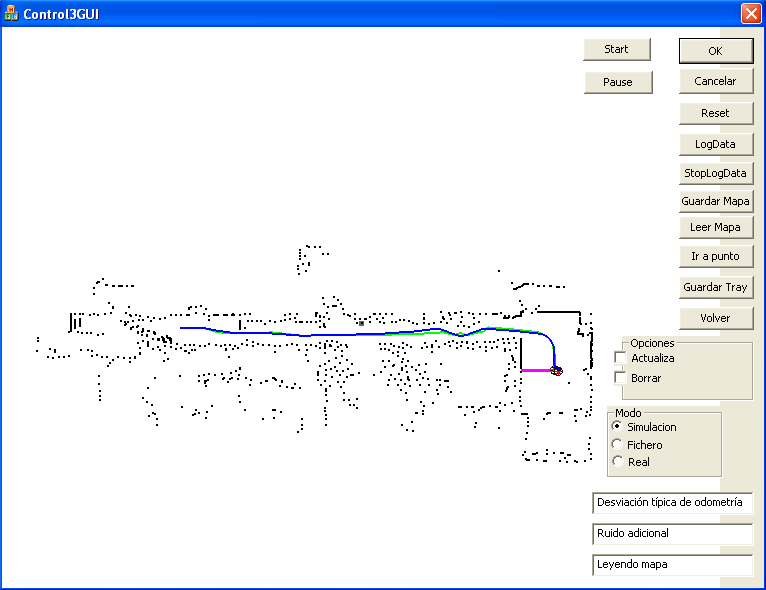 Control3GUI
Start
OK
Pause
Cancelar
Reset
LogData
StopLogData
Guardar Mapa
Leer Mapa
Ir a punto
Guardar Tray
Volver
Opciones
Actualiza
Borrar
Modo
Simulacion
Fichero
Real
Desviación típica de odometría
Ruido adicional
Leyendo mapa